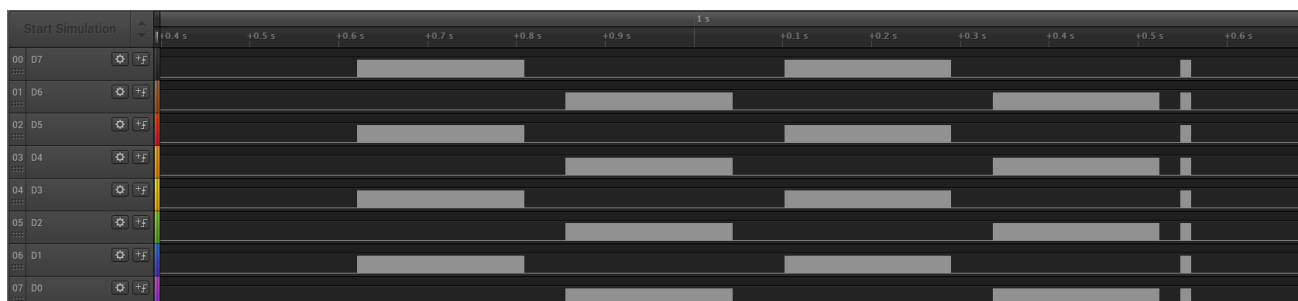 Start Simulation
1 s
+0.4 s +0.5 s +0.6 s +0.7 s +0.8 s +0.9 s +0.1 s +0.2 s +0.3 s +0.4 s +0.5 s +0.6 s
00 D7
01 D6
02 D5
03 D4
04 D3
05 D2
06 D1
07 D0